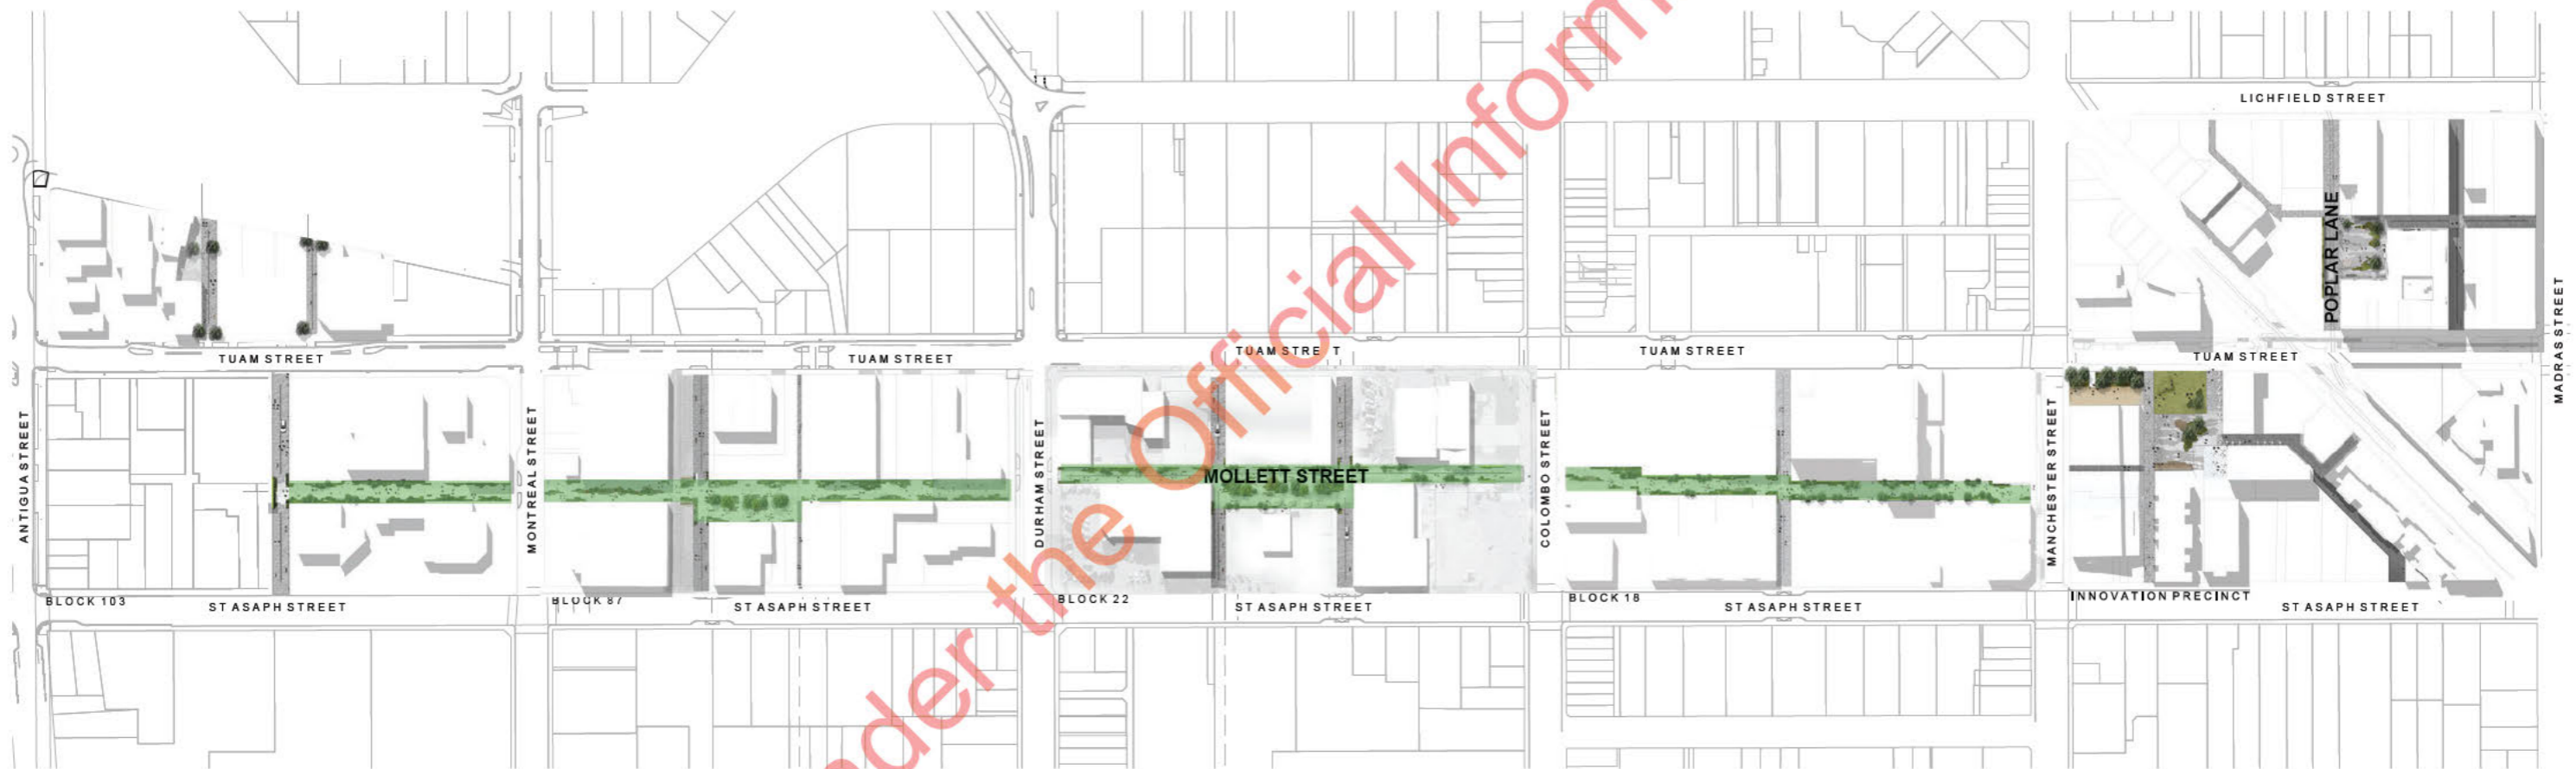 LICHFIELD STREET
POPLAR LANE
MADRAS STREET
TUAM STREET
TUAM STREET
TUAM STRE T
TUAM STREET
TUAM STREET
ANTIGUA STREET
MONTREAL STREET
DURHAM STREET
MOLLETT STREET
COLOMBO STREET
MANCHESTER STREET
BLOCK 103
ST ASAPH STREET
BLOCK 87
ST ASAPH STREET
BLOCK 22
ST ASAPH STREET
BLOCK 18
ST ASAPH STREET
INNOVATION PRECINCT
ST ASAPH STREET
nder the Official Inform